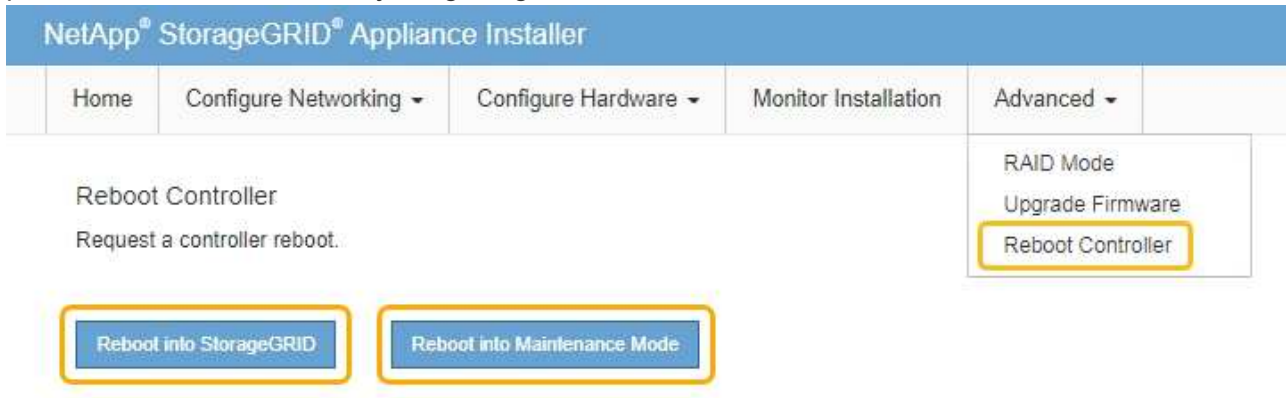 NetApp® StorageGRID® Appliance Installer
Home Configure Networking Configure Hardware Monitor Installation Advanced
RAID Mode
Upgrade Firmware
Reboot Controller
Reboot Controller
Request a controller reboot.
Reboot into StorageGRID Reboot into Maintenance Mode